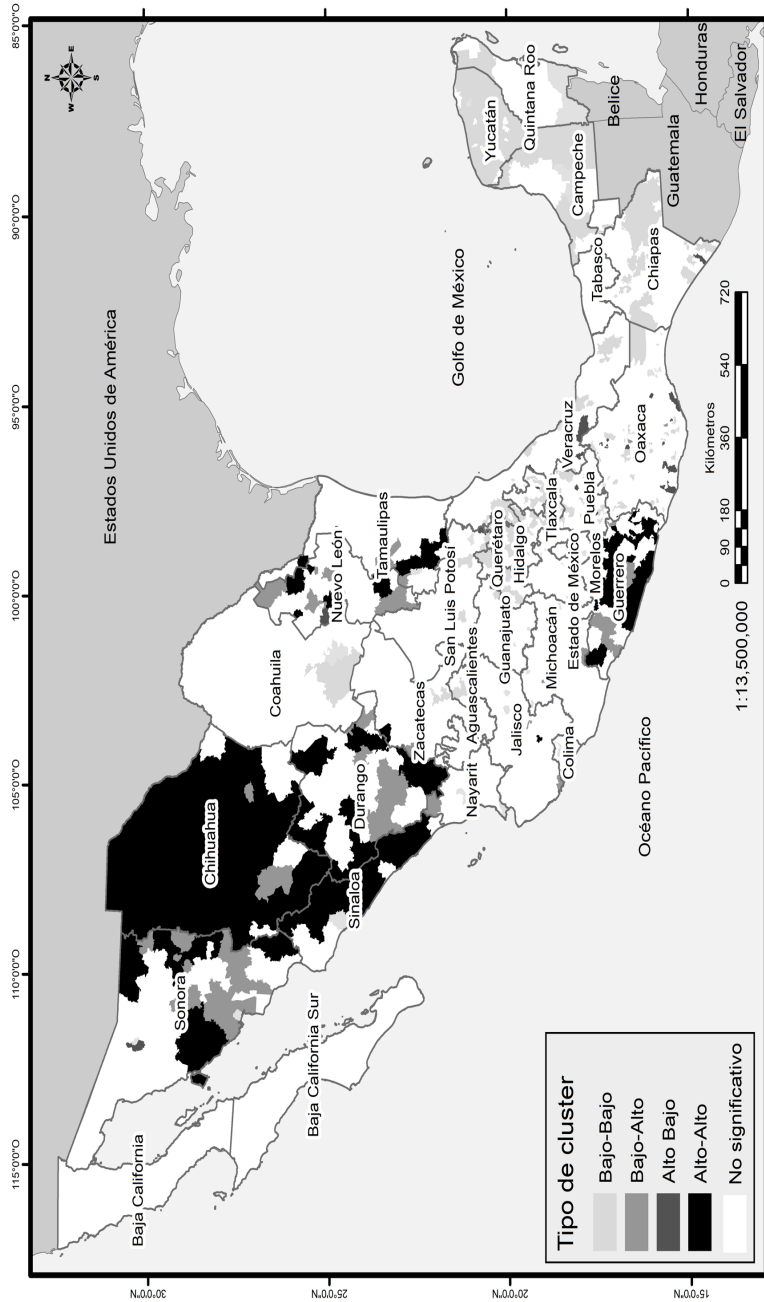 115°0'0"O
110°0'0"O
105°0'0"O
100°0'0"O
95°0'0"O
90°0'0"O
85°0'0"O
30°0'0"N
25°0'0"N
20°0'0"N
15°0'0"N
N
W
E
S
Estados Unidos de América
Golfo de México
Océano Pacífico
Baja California
Baja California Sur
Sonora
Chihuahua
Sinaloa
Durango
Coahuila
Nuevo León
Tamaulipas
Zacatecas
San Luis Potosí
Aguascalientes
Nayarit
Jalisco
Guanajuato
Querétaro
Hidalgo
Colima
Michoacán
Estado de México
Tlaxcala
Morelos
Puebla
Veracruz
Guerrero
Oaxaca
Tabasco
Chiapas
Campeche
Yucatán
Quintana Roo
Belice
Guatemala
Honduras
El Salvador
Tipo de cluster
Bajo-Bajo
Bajo-Alto
Alto Bajo
Alto-Alto
No significativo
1:13,500,000
0
90
180
360
540
720
Kilómetros